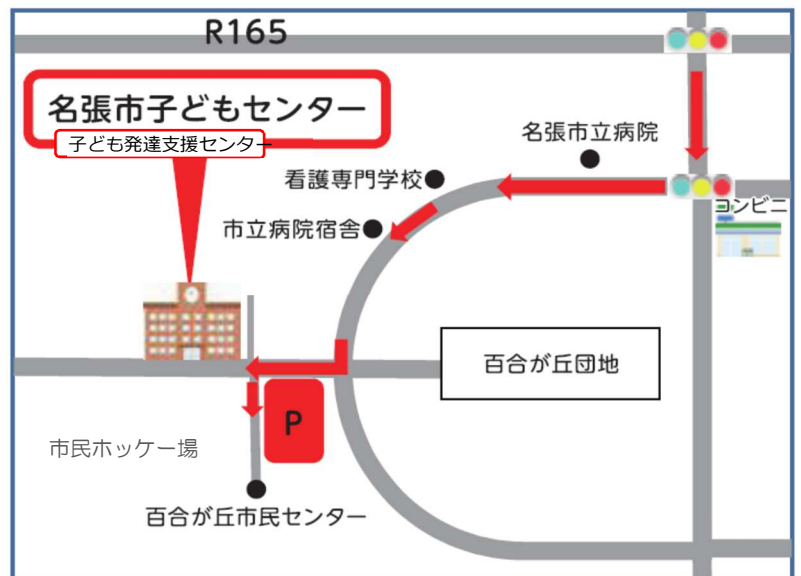 R165
名張市子どもセンター
子ども発達支援センター
名張市立病院
看護専門学校
コンビニ
市立病院宿舎
百合が丘団地
P
市民ホッケー場
百合が丘市民センター